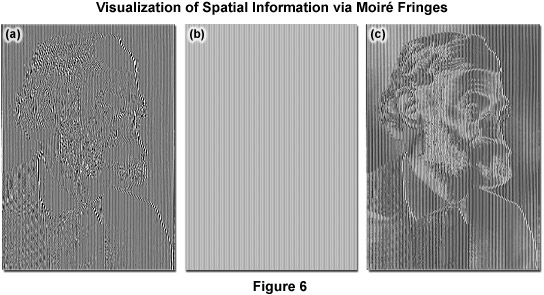 Visualization of Spatial Information via Moiré Fringes
(a) (b) (c)
Figure 6